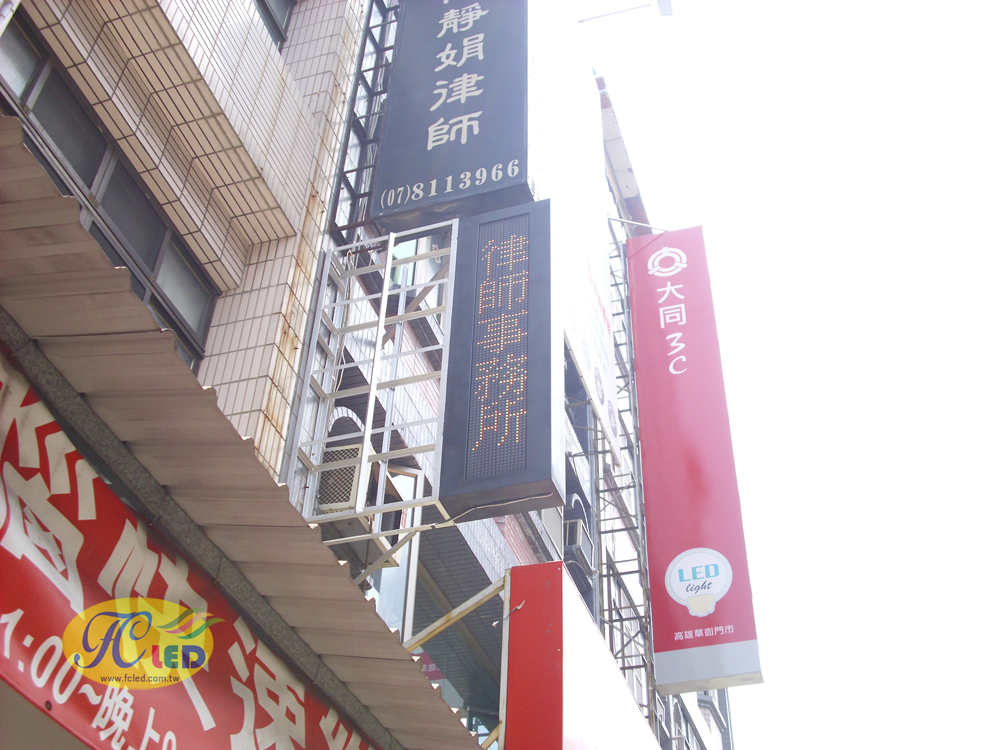 靜娟律師
(07)8113966
律師事務所
大同3C
LED
light
高雄草衙門市
1:00~晚上
FC LED
www.fcled.com.tw